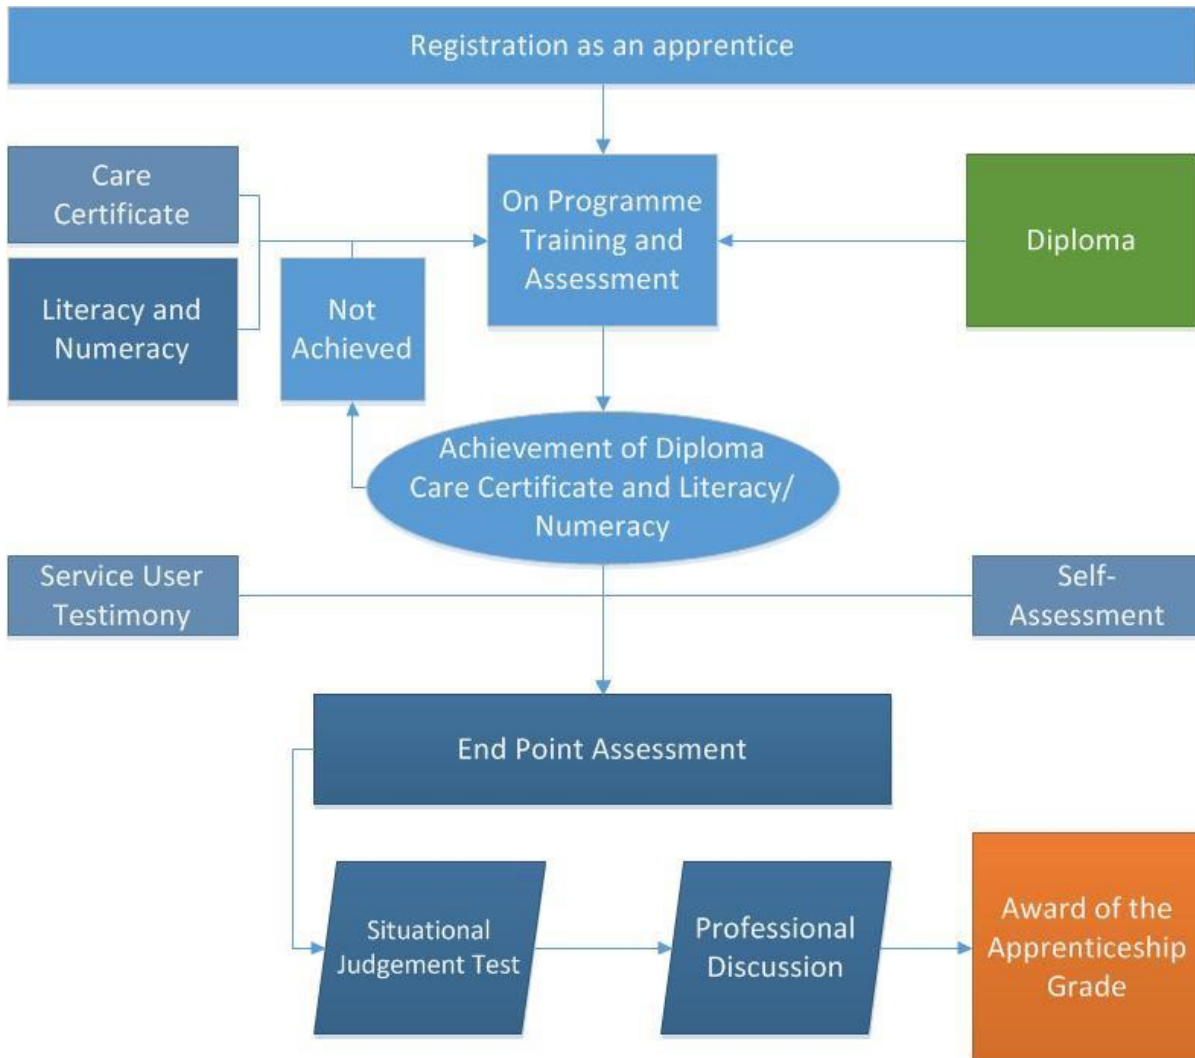 Registration as an apprentice
Care
Certificate
On Programme
Training and
Assessment
Diploma
Literacy and
Numeracy
Not
Achieved
Achievement of Diploma
Care Certificate and Literacy/
Numeracy
Service User
Testimony
Self-
Assessment
End Point Assessment
Situational
Judgement Test
Professional
Discussion
Award of the
Apprenticeship
Grade